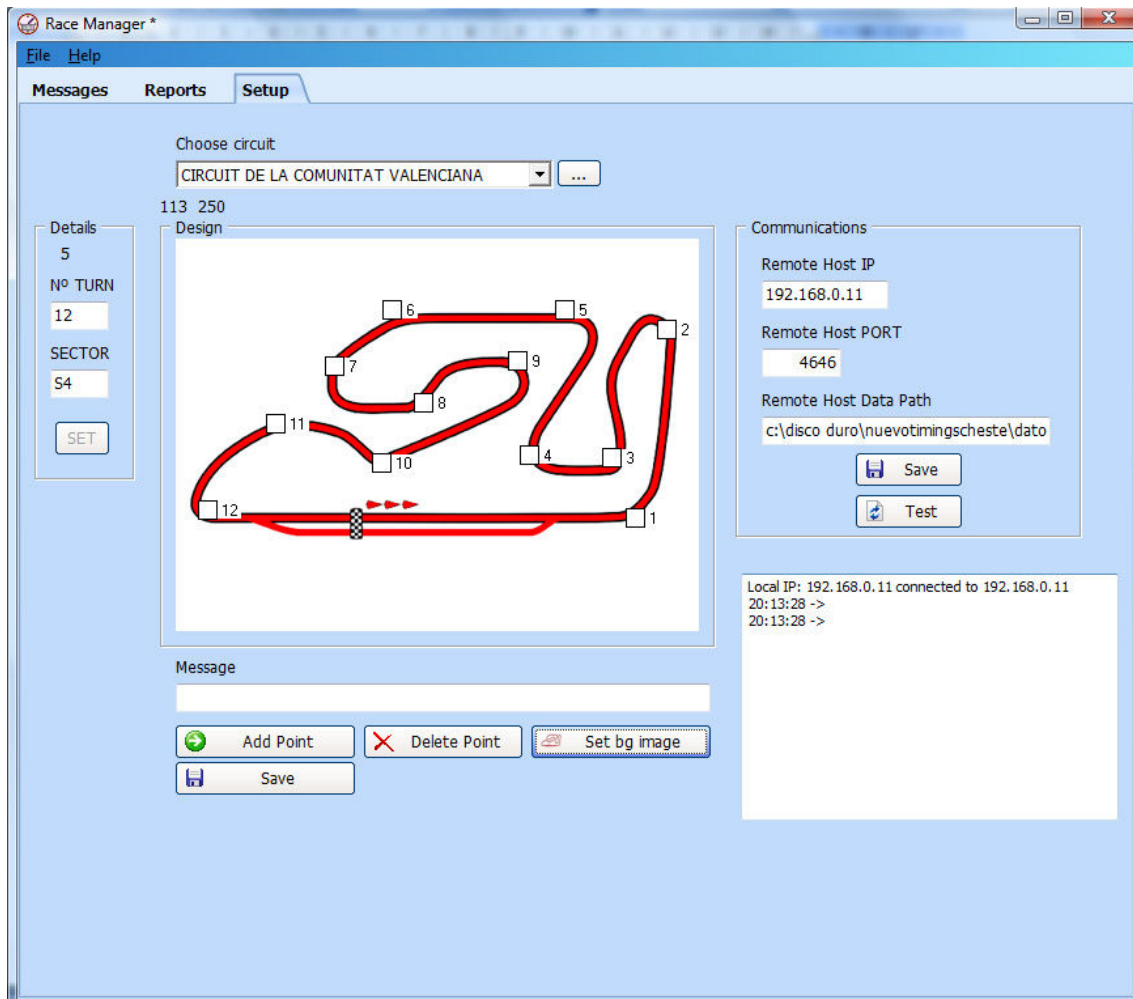 Race Manager *
File Help
Messages Reports Setup
Choose circuit
CIRCUIT DE LA COMUNITAT VALENCIANA ...
113 250
Details
5
Nº TURN
12
SECTOR
S4
SET
Design
6
5
2
7
9
8
11
4
3
10
12
1
Communications
Remote Host IP
192.168.0.11
Remote Host PORT
4646
Remote Host Data Path
c:\disco duro\nuevotimingscheste\dato
Save
Test
Local IP: 192.168.0.11 connected to 192.168.0.11
20:13:28 ->
20:13:28 ->
Message
Add Point Delete Point Set bg image
Save